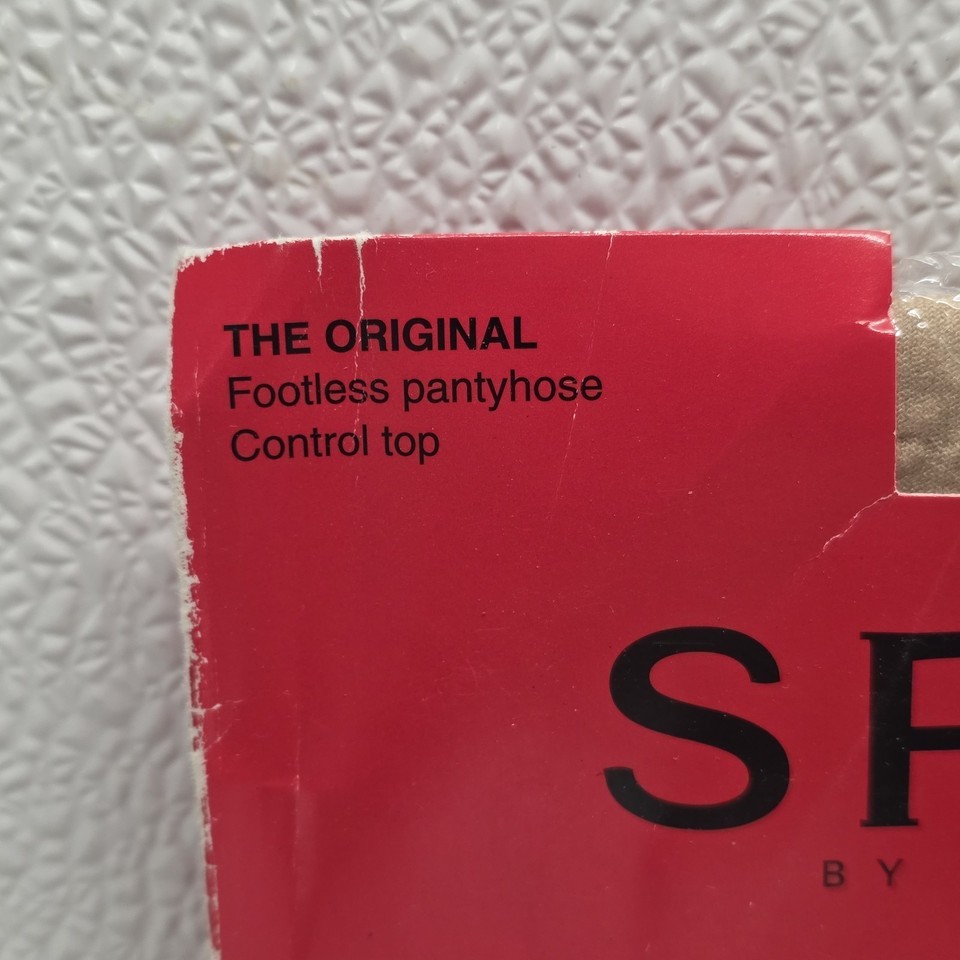 THE ORIGINAL
Footless pantyhose
Control top
SP
BY